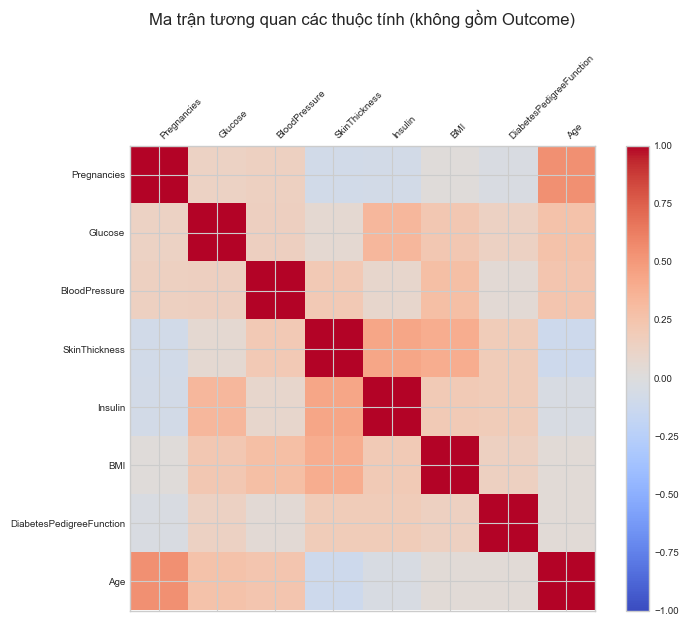 Ma trận tương quan các thuộc tính (không gồm Outcome)
Pregnancies
Glucose
BloodPressure
SkinThickness
Insulin
BMI
DiabetesPedigreeFunction
Age
Pregnancies
Glucose
BloodPressure
SkinThickness
Insulin
BMI
DiabetesPedigreeFunction
Age
1.00
0.75
0.50
0.25
0.00
−0.25
−0.50
−0.75
−1.00